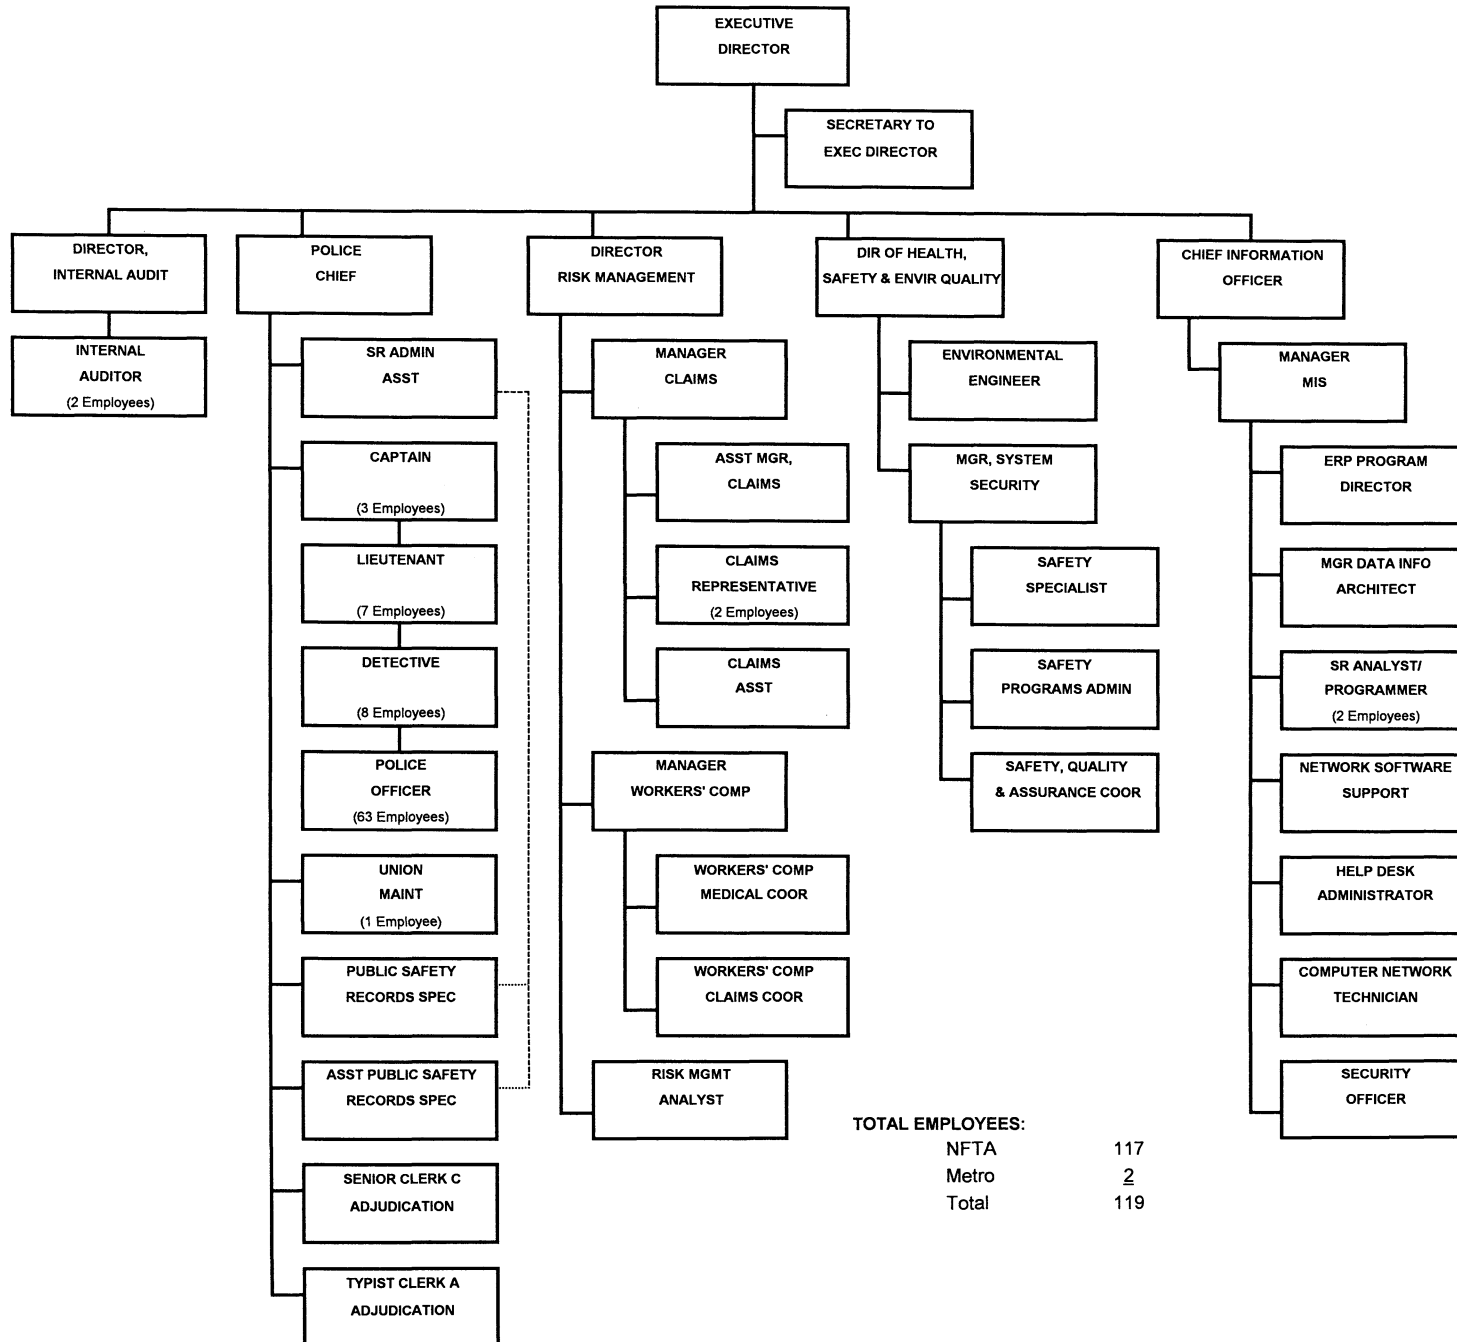 EXECUTIVE
DIRECTOR
SECRETARY TO
EXEC DIRECTOR
DIRECTOR,
INTERNAL AUDIT
INTERNAL
AUDITOR
(2 Employees)
POLICE
CHIEF
SR ADMIN
ASST
CAPTAIN
(3 Employees)
LIEUTENANT
(7 Employees)
DETECTIVE
(8 Employees)
POLICE
OFFICER
(63 Employees)
UNION
MAINT
(1 Employee)
PUBLIC SAFETY
RECORDS SPEC
ASST PUBLIC SAFETY
RECORDS SPEC
SENIOR CLERK C
ADJUDICATION
TYPIST CLERK A
ADJUDICATION
DIRECTOR
RISK MANAGEMENT
MANAGER
CLAIMS
ASST MGR,
CLAIMS
CLAIMS
REPRESENTATIVE
(2 Employees)
CLAIMS
ASST
MANAGER
WORKERS' COMP
WORKERS' COMP
MEDICAL COOR
WORKERS' COMP
CLAIMS COOR
RISK MGMT
ANALYST
DIR OF HEALTH,
SAFETY & ENVIR QUALITY
ENVIRONMENTAL
ENGINEER
MGR, SYSTEM
SECURITY
SAFETY
SPECIALIST
SAFETY
PROGRAMS ADMIN
SAFETY, QUALITY
& ASSURANCE COOR
CHIEF INFORMATION
OFFICER
MANAGER
MIS
ERP PROGRAM
DIRECTOR
MGR DATA INFO
ARCHITECT
SR ANALYST/
PROGRAMMER
(2 Employees)
NETWORK SOFTWARE
SUPPORT
HELP DESK
ADMINISTRATOR
COMPUTER NETWORK
TECHNICIAN
SECURITY
OFFICER
TOTAL EMPLOYEES:
NFTA 117
Metro 2
Total 119